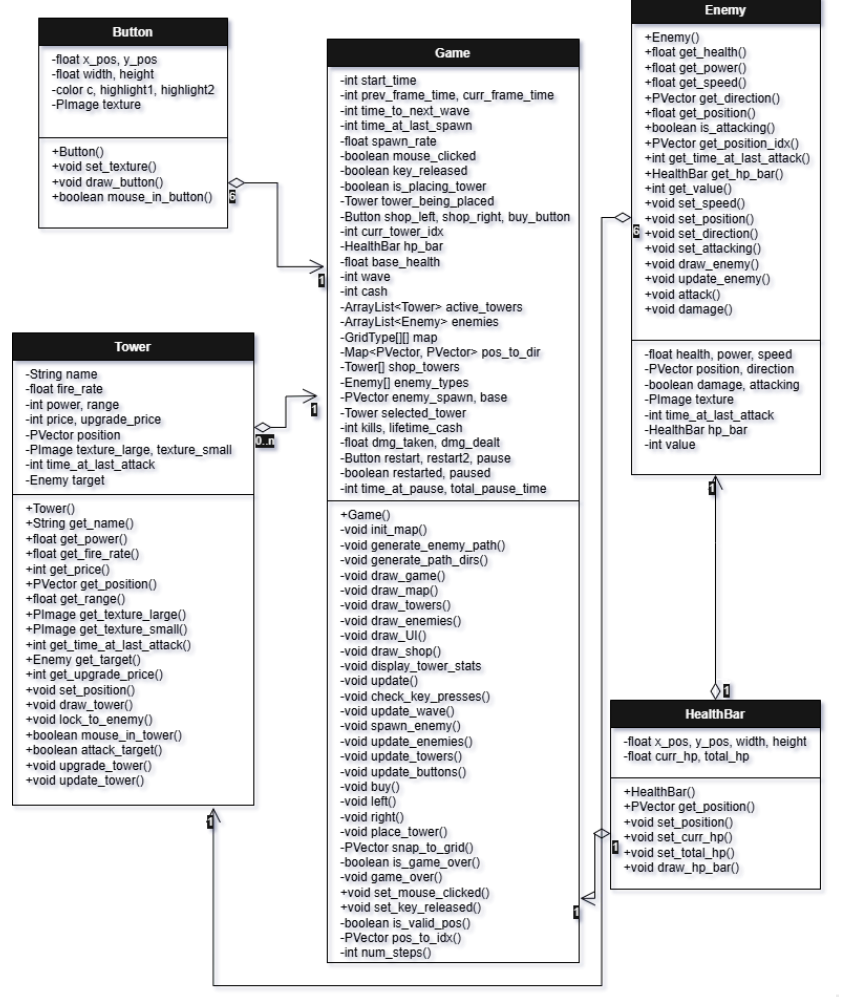 Button
-float x_pos, y_pos
-float width, height
-color c, highlight1, highlight2
-PImage texture
+Button()
+void set_texture()
+void draw_button()
+boolean mouse_in_button()
6
1
Game
-int start_time
-int prev_frame_time, curr_frame_time
-int time_to_next_wave
-int time_at_last_spawn
-float spawn_rate
-boolean mouse_clicked
-boolean key_released
-boolean is_placing_tower
-Tower tower_being_placed
-Button shop_left, shop_right, buy_button
-int curr_tower_idx
-HealthBar hp_bar
-float base_health
-int wave
-int cash
-ArrayList<Tower> active_towers
-ArrayList<Enemy> enemies
-GridType[][] map
-Map<PVector, PVector> pos_to_dir
-Tower[] shop_towers
-Enemy[] enemy_types
-PVector enemy_spawn, base
-Tower selected_tower
-int kills, lifetime_cash
-float dmg_taken, dmg_dealt
-Button restart, restart2, pause
-boolean restarted, paused
-int time_at_pause, total_pause_time
+Game()
-void init_map()
-void generate_enemy_path()
-void generate_path_dirs()
-void draw_game()
-void draw_map()
-void draw_towers()
-void draw_enemies()
-void draw_UI()
-void draw_shop()
-void display_tower_stats
-void update()
-void check_key_presses()
-void update_wave()
-void spawn_enemy()
-void update_enemies()
-void update_towers()
-void update_buttons()
-void buy()
-void left()
-void right()
-void place_tower()
-PVector snap_to_grid()
-boolean is_game_over()
-void game_over()
+void set_mouse_clicked()
+void set_key_released()
-boolean is_valid_pos()
-PVector pos_to_idx()
-int num_steps()
Enemy
+Enemy()
+float get_health()
+float get_power()
+float get_speed()
+PVector get_direction()
+float get_position()
+boolean is_attacking()
+PVector get_position_idx()
+int get_time_at_last_attack()
+HealthBar get_hp_bar()
+int get_value()
+void set_speed()
+void set_position()
+void set_direction()
+void set_attacking()
+void draw_enemy()
+void update_enemy()
+void attack()
+void damage()
-float health, power, speed
-PVector position, direction
-boolean damage, attacking
-PImage texture
-int time_at_last_attack
-HealthBar hp_bar
-int value
6
1
Tower
-String name
-float fire_rate
-int power, range
-int price, upgrade_price
-PVector position
-PImage texture_large, texture_small
-int time_at_last_attack
-Enemy target
+Tower()
+String get_name()
+float get_power()
+float get_fire_rate()
+int get_price()
+PVector get_position()
+float get_range()
+PImage get_texture_large()
+PImage get_texture_small()
+int get_time_at_last_attack()
+Enemy get_target()
+int get_upgrade_price()
+void set_position()
+void draw_tower()
+void lock_to_enemy()
+boolean mouse_in_tower()
+boolean attack_target()
+void upgrade_tower()
+void update_tower()
0..n
1
1
HealthBar
-float x_pos, y_pos, width, height
-float curr_hp, total_hp
+HealthBar()
+PVector get_position()
+void set_position()
+void set_curr_hp()
+void set_total_hp()
+void draw_hp_bar()
1
1
1